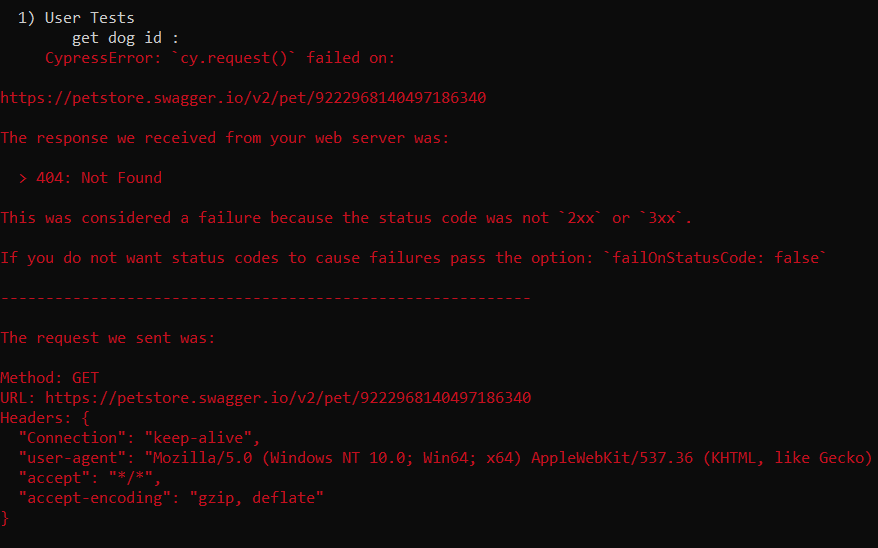 1) User Tests
get dog id :
CypressError: `cy.request()` failed on:
https://petstore.swagger.io/v2/pet/9222968140497186340
The response we received from your web server was:
> 404: Not Found
This was considered a failure because the status code was not `2xx` or `3xx`.
If you do not want status codes to cause failures pass the option: `failOnStatusCode: false`
-----------------------------------------------------------
The request we sent was:
Method: GET
URL: https://petstore.swagger.io/v2/pet/9222968140497186340
Headers: {
"Connection": "keep-alive",
"user-agent": "Mozilla/5.0 (Windows NT 10.0; Win64; x64) AppleWebKit/537.36 (KHTML, like Gecko)
"accept": "*/*",
"accept-encoding": "gzip, deflate"
}